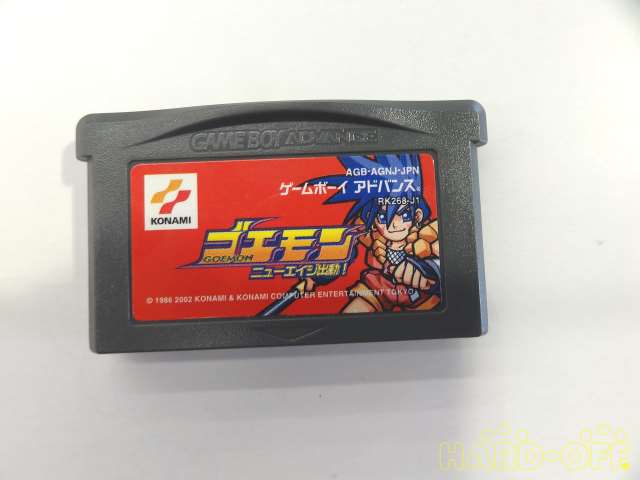 GAME BOY ADVANCE
AGB-AGNJ-JPN
ゲームボーイ アドバンス®
RK268-J1
KONAMI
ゴエモン
GOEMON
ニューエイジ出動!
© 1986 2002 KONAMI & KONAMI COMPUTER ENTERTAINMENT TOKYO
HARD-OFF